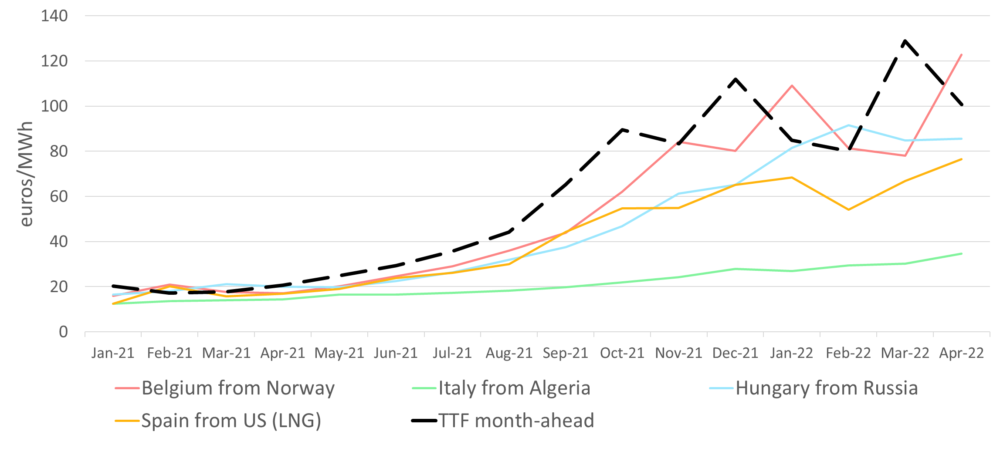 140
120
100
80
60
40
20
0
euros/MWh
Jan-21 Feb-21 Mar-21 Apr-21 May-21 Jun-21 Jul-21 Aug-21 Sep-21 Oct-21 Nov-21 Dec-21 Jan-22 Feb-22 Mar-22 Apr-22
Belgium from Norway Italy from Algeria Hungary from Russia
Spain from US (LNG) TTF month-ahead